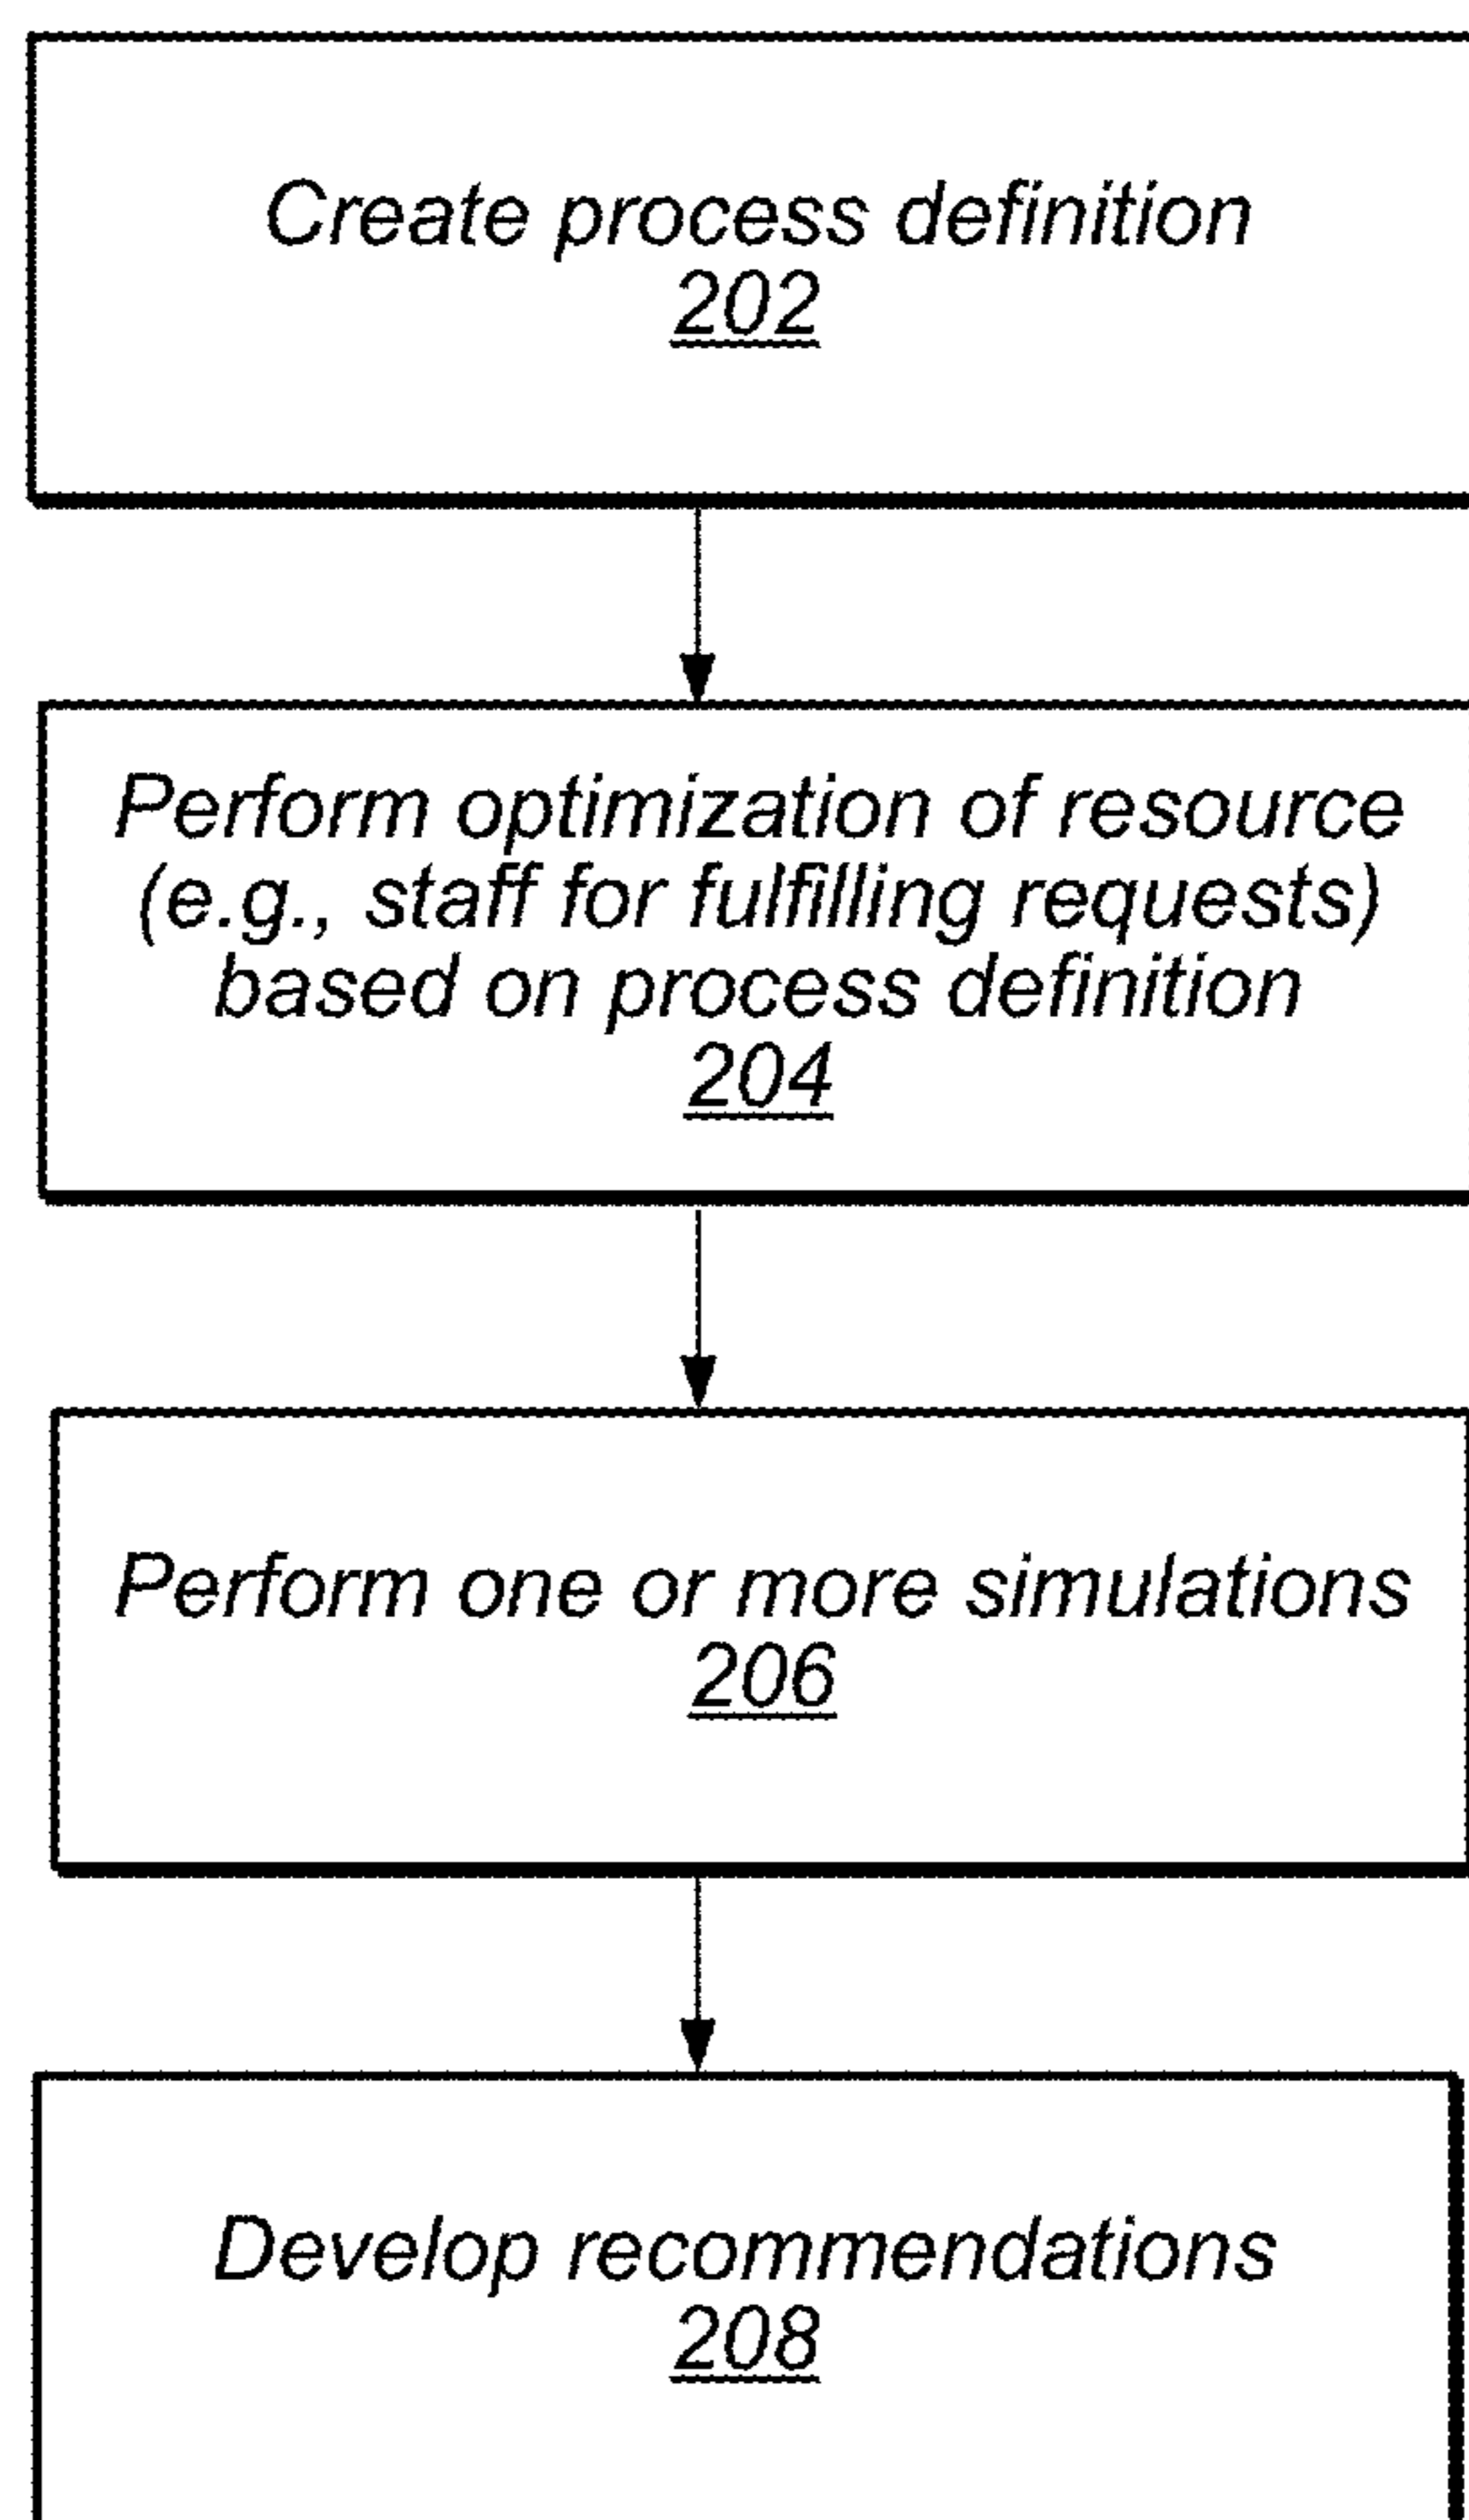 Create process definition
202
Perform optimization of resource
(e.g., staff for fulfilling requests)
based on process definition
204
Perform one or more simulations
206
Develop recommendations
208